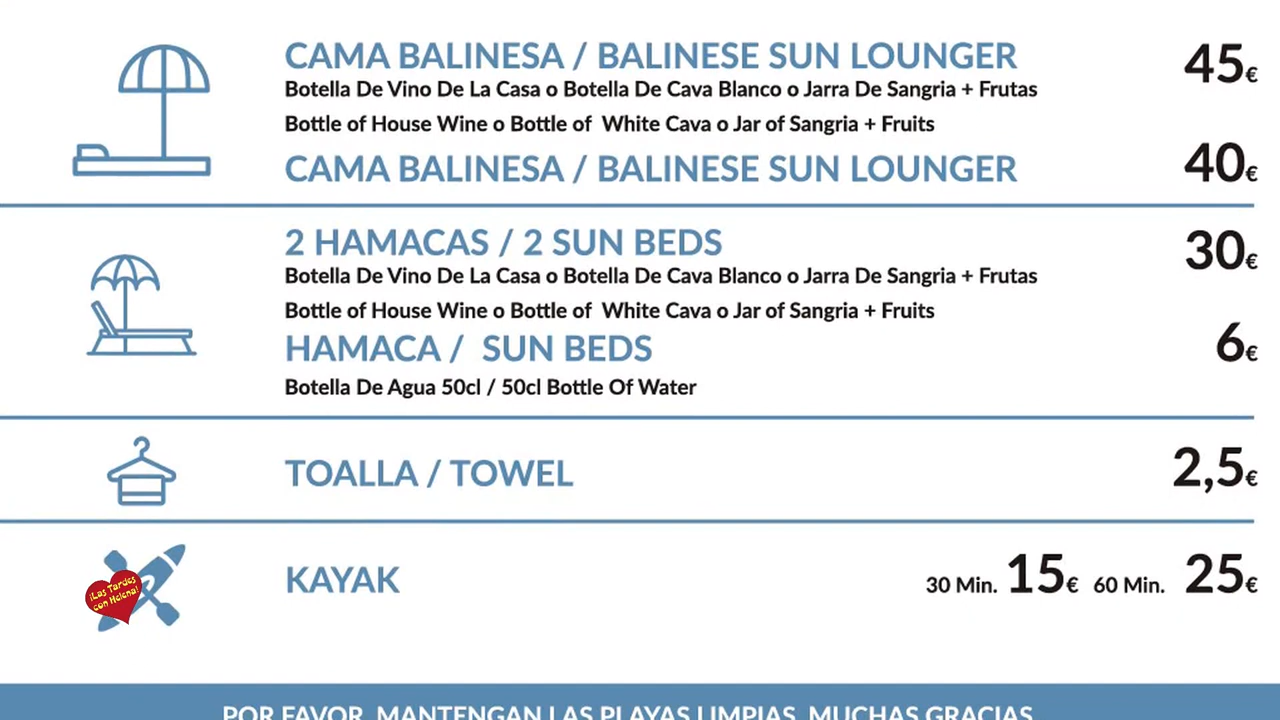 CAMA BALINESA / BALINESE SUN LOUNGER 45€
Botella De Vino De La Casa o Botella De Cava Blanco o Jarra De Sangria + Frutas
Bottle of House Wine o Bottle of White Cava o Jar of Sangria + Fruits
CAMA BALINESA / BALINESE SUN LOUNGER 40€
2 HAMACAS / 2 SUN BEDS 30€
Botella De Vino De La Casa o Botella De Cava Blanco o Jarra De Sangria + Frutas
Bottle of House Wine o Bottle of White Cava o Jar of Sangria + Fruits
HAMACA / SUN BEDS 6€
Botella De Agua 50cl / 50cl Bottle Of Water
TOALLA / TOWEL 2,5€
KAYAK 30 Min. 15€ 60 Min. 25€
¡Las Tardes
con Helena!
POR FAVOR, MANTENGAN LAS PLAYAS LIMPIAS. MUCHAS GRACIAS